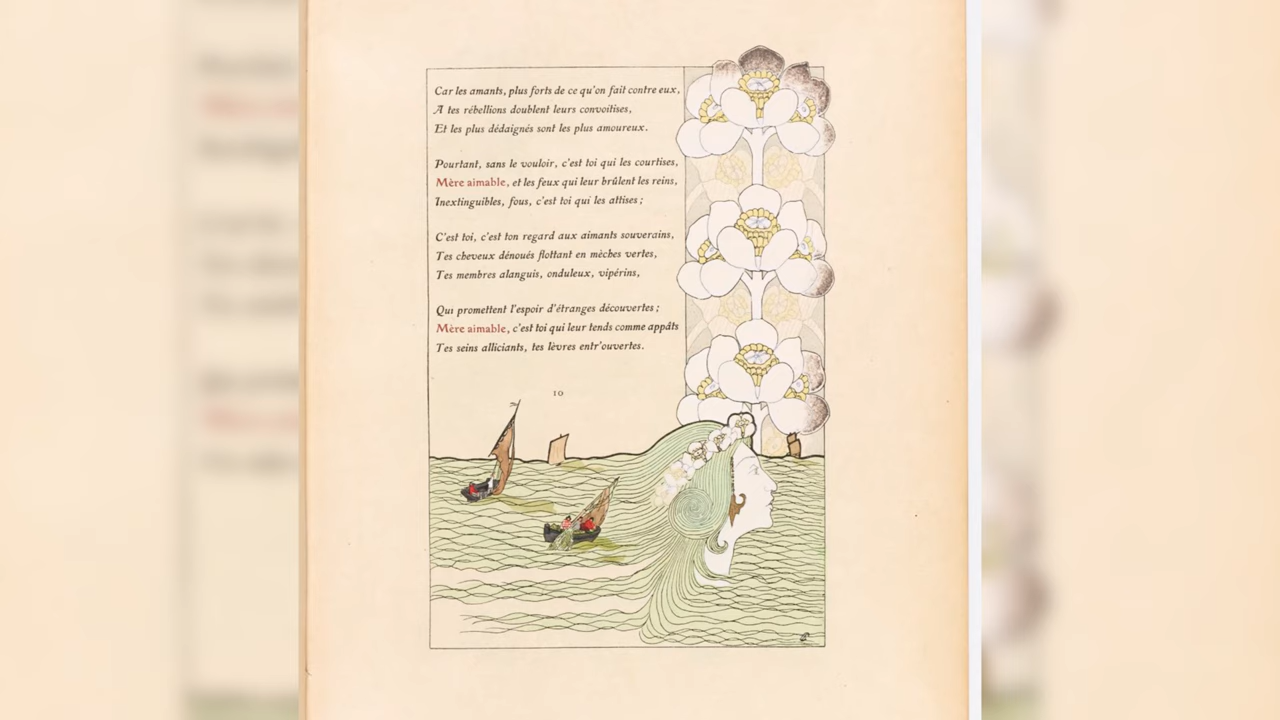 Car les amants, plus forts de ce qu'on fait contre eux,
A tes rébellions doublent leurs convoitises,
Et les plus dédaignés sont les plus amoureux.
Pourtant, sans le vouloir, c'est toi qui les courtises,
Mère aimable, et les feux qui leur brûlent les reins,
Inextinguibles, fous, c'est toi qui les attises ;
C'est toi, c'est ton regard aux aimants souverains,
Tes cheveux dénoués flottant en mèches vertes,
Tes membres alanguis, onduleux, vipérins,
Qui promettent l'espoir d'étranges découvertes ;
Mère aimable, c'est toi qui leur tends comme appâts
Tes seins alliciants, tes lèvres entr'ouvertes.
10